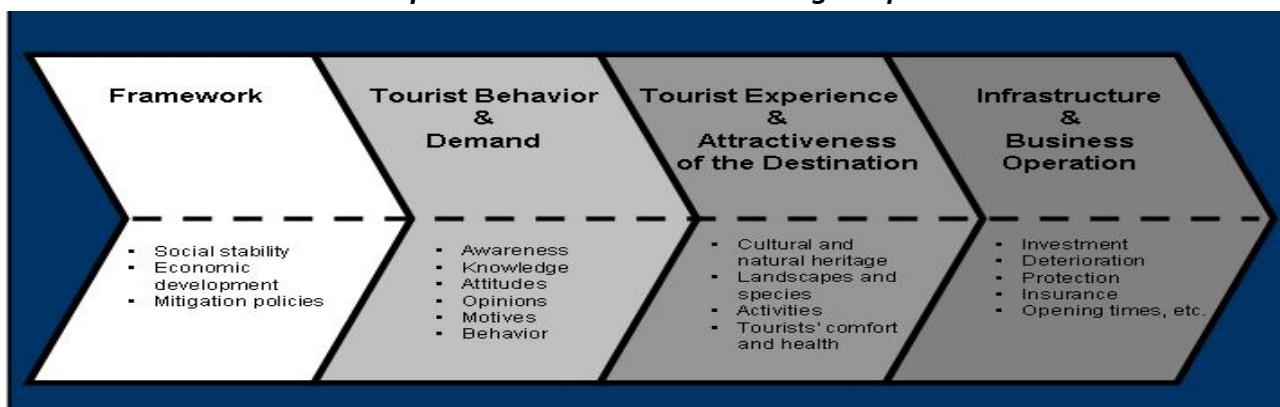 Framework
▪ Social stability
▪ Economic
development
▪ Mitigation policies
Tourist Behavior
&
Demand
▪ Awareness
▪ Knowledge
▪ Attitudes
▪ Opinions
▪ Motives
▪ Behavior
Tourist Experience
&
Attractiveness
of the Destination
▪ Cultural and
natural heritage
▪ Landscapes and
species
▪ Activities
▪ Tourists' comfort
and health
Infrastructure
&
Business
Operation
▪ Investment
▪ Deterioration
▪ Protection
▪ Insurance
▪ Opening times, etc.